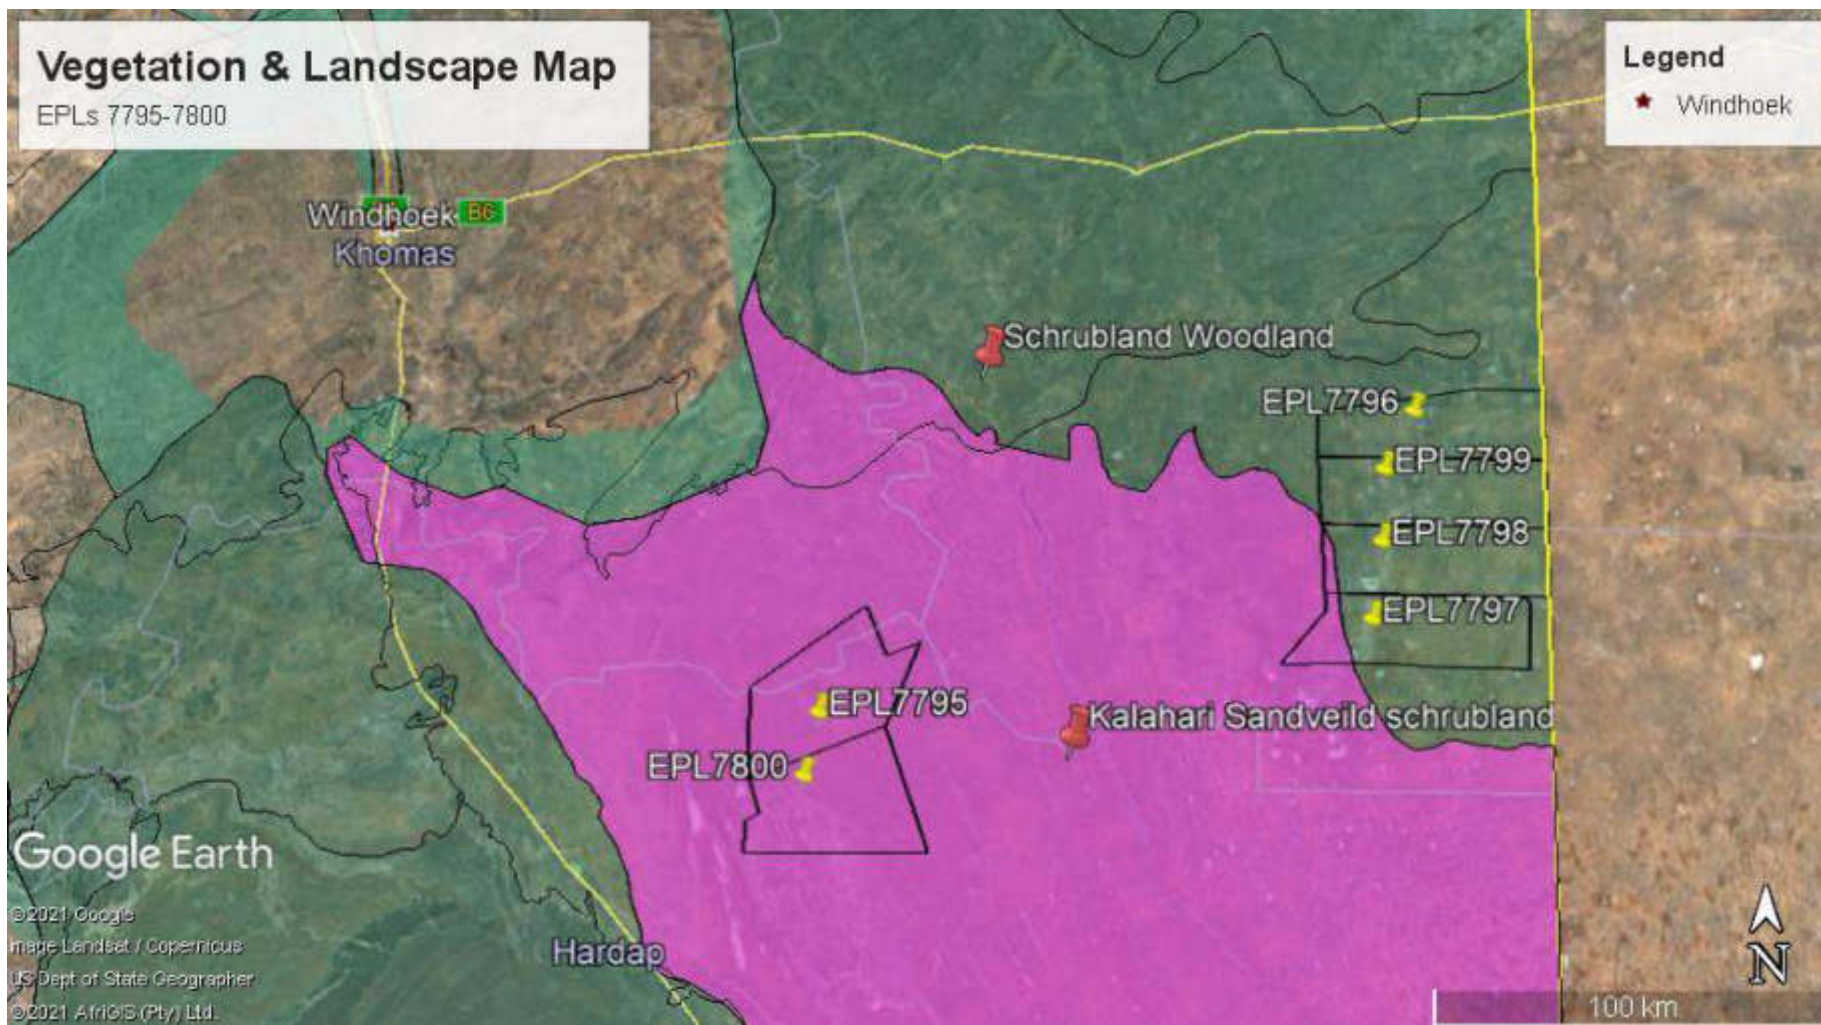 Vegetation & Landscape Map
EPLs 7795-7800
Legend
Windhoek
Windhoek
B6
Khomas
Schrubland Woodland
EPL7796
EPL7799
EPL7798
EPL7797
EPL7795
Kalahari Sandveild schrubland
EPL7800
Hardap
Google Earth
©2021 Google
mage Landsat / Copernicus
US Dept of State Geographer
©2021 AfriGIS (Pty) Ltd.
N
100 km